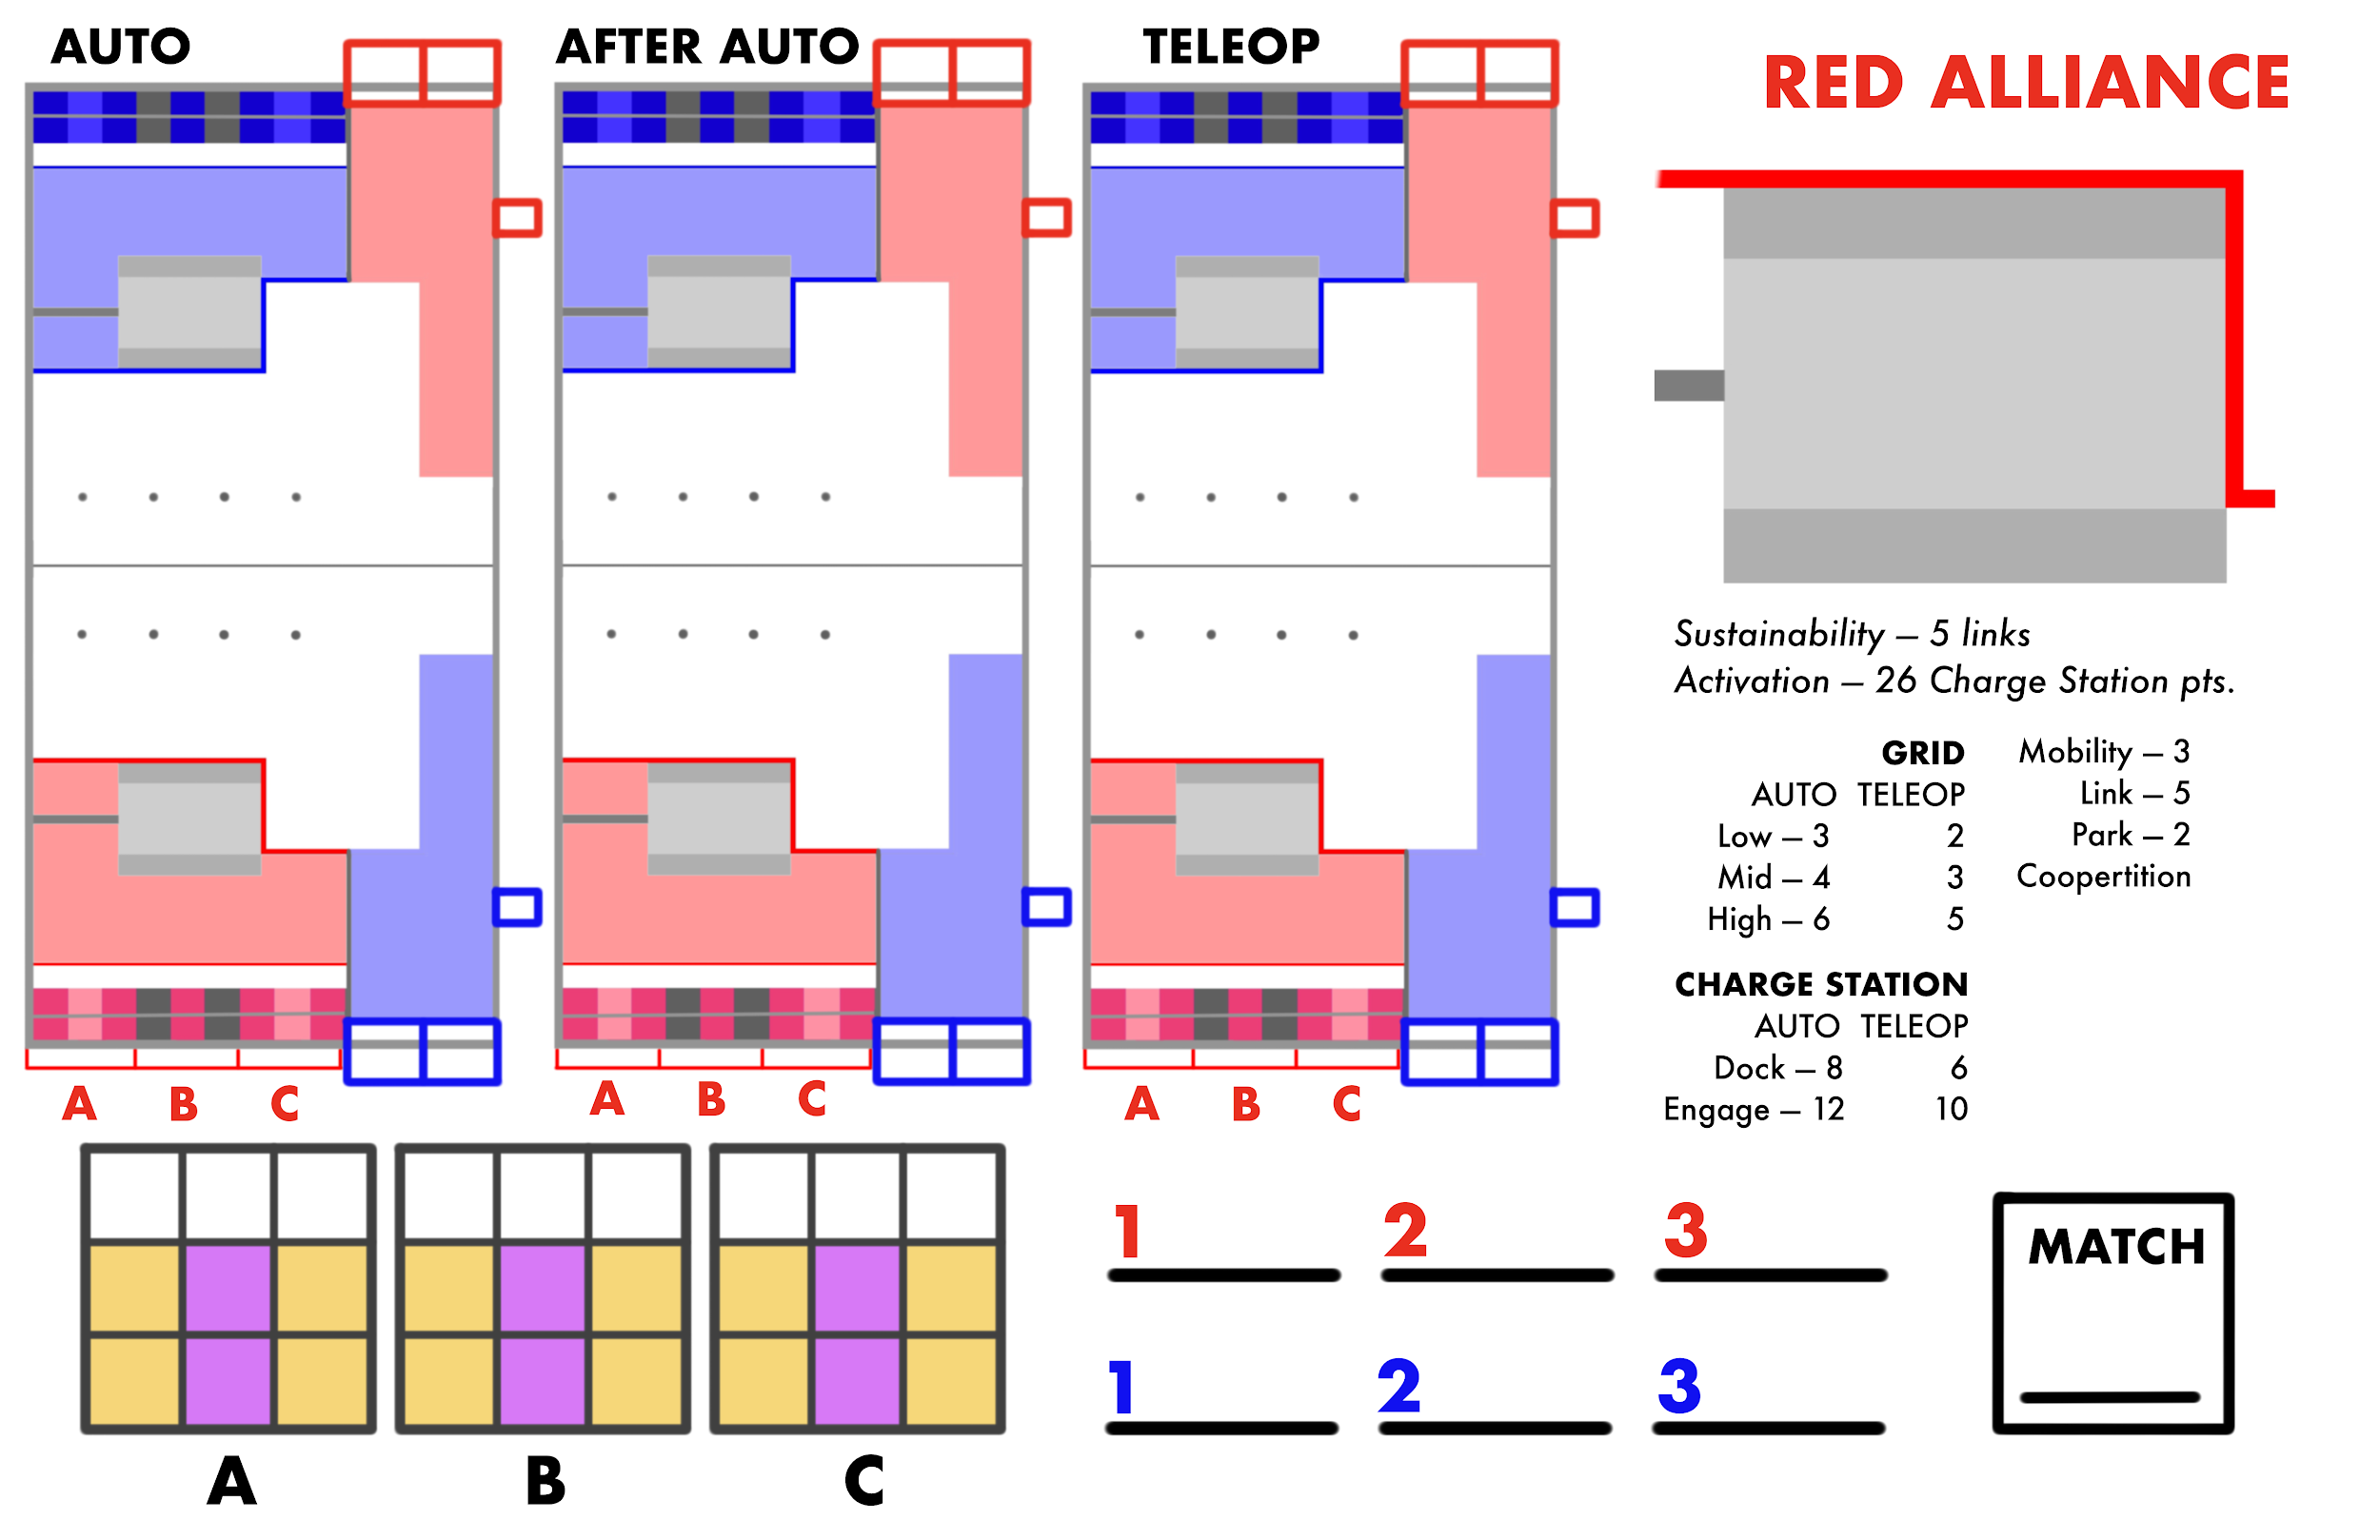 AUTO
AFTER AUTO
TELEOP
RED ALLIANCE
Sustainability – 5 links
Activation – 26 Charge Station pts.
GRID
AUTO TELEOP
Low – 3 2
Mid – 4 3
High – 6 5
Mobility – 3
Link – 5
Park – 2
Coopertition
CHARGE STATION
AUTO TELEOP
Dock – 8 6
Engage – 12 10
A B C
A B C
A B C
1 2 3
MATCH
1 2 3
A B C